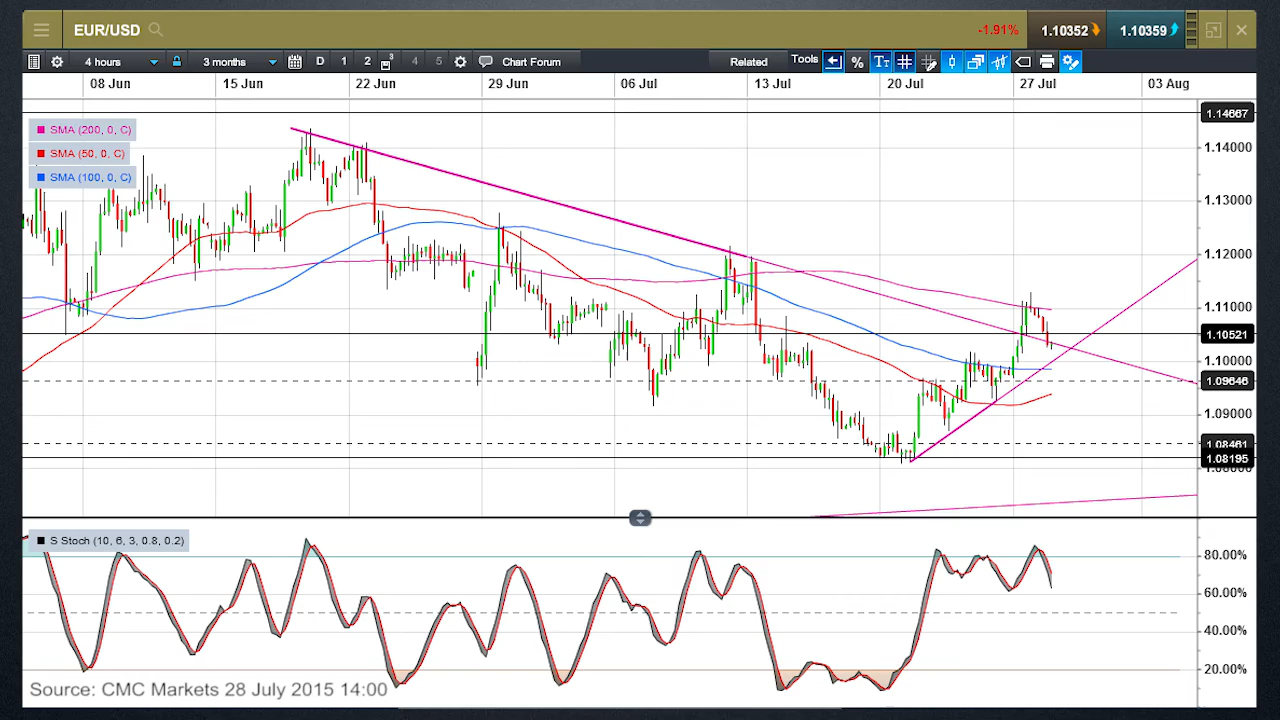 EUR/USD
-1.91%
1.10352
1.10359
4 hours
3 months
D 1 2 3 4 5
Chart Forum
Related
Tools
%
TT
08 Jun 15 Jun 22 Jun 29 Jun 06 Jul 13 Jul 20 Jul 27 Jul 03 Aug
SMA (200, 0, C)
SMA (50, 0, C)
SMA (100, 0, C)
1.14667
1.14000
1.13000
1.12000
1.11000
1.10521
1.10000
1.09646
1.09000
1.08461
1.08195
1.08000
S Stoch (10, 6, 3, 0.8, 0.2)
80.00%
60.00%
40.00%
20.00%
Source: CMC Markets 28 July 2015 14:00